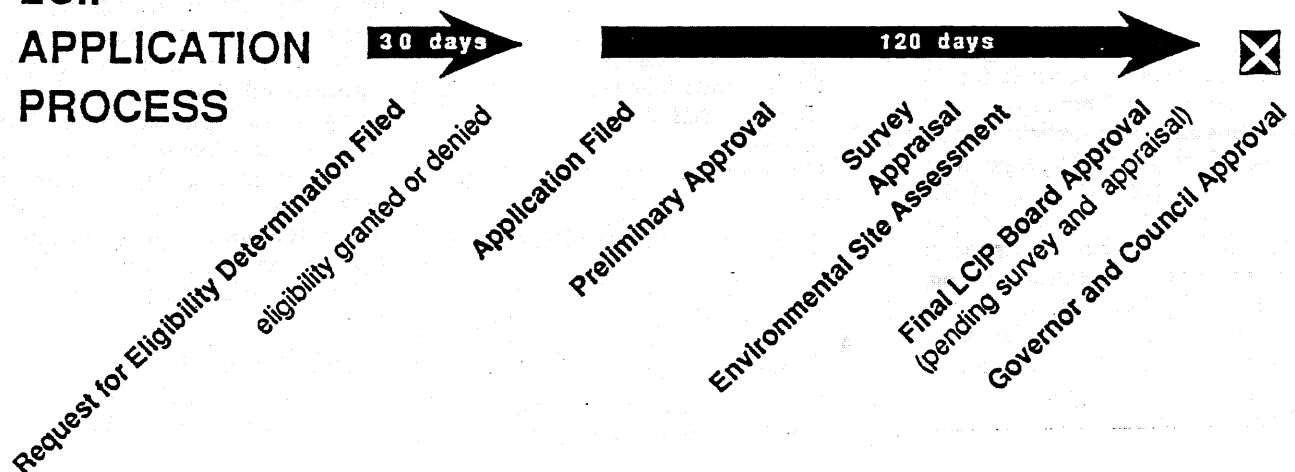 APPLICATION
PROCESS
30 days
120 days
Request for Eligibility Determination Filed
eligibility granted or denied
Application Filed
Preliminary Approval
Survey
Appraisal
Environmental Site Assessment
Final LCIP Board Approval
(pending survey and appraisal)
Governor and Council Approval